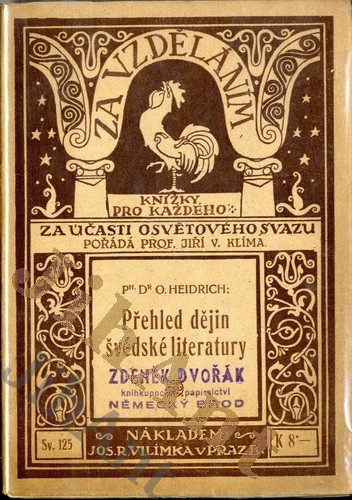 ZA VZDĚLÁNÍM
KNIŽKY
PRO KAŽDÉHO
ZA ÚČASTI OSVĚTOVÉHO SVAZU
POŘÁDÁ PROF. JIŘÍ V. KLÍMA
PH. DR O. HEIDRICH:
Přehled dějin
švédské literatury
ZDENĚK DVOŘÁK
knihkupectví papírnictví
NĚMECKÝ BROD
Sv. 125
NÁKLADEM
JOS. R. VILÍMKA V PRAZE
K 8·—